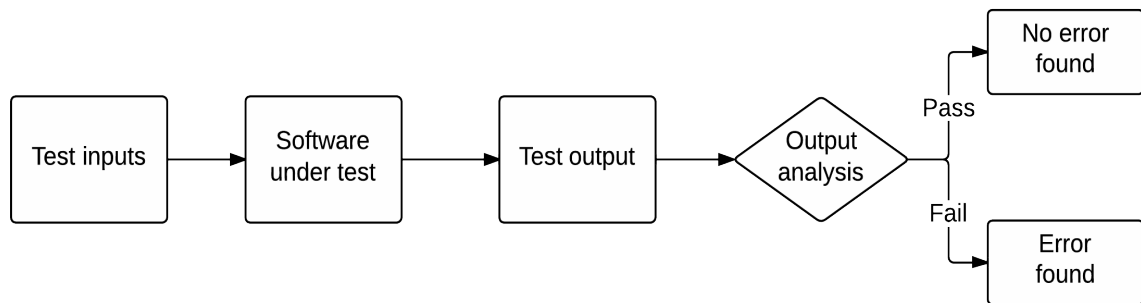 Test inputs
Software
under test
Test output
Output
analysis
Pass
No error
found
Fail
Error
found